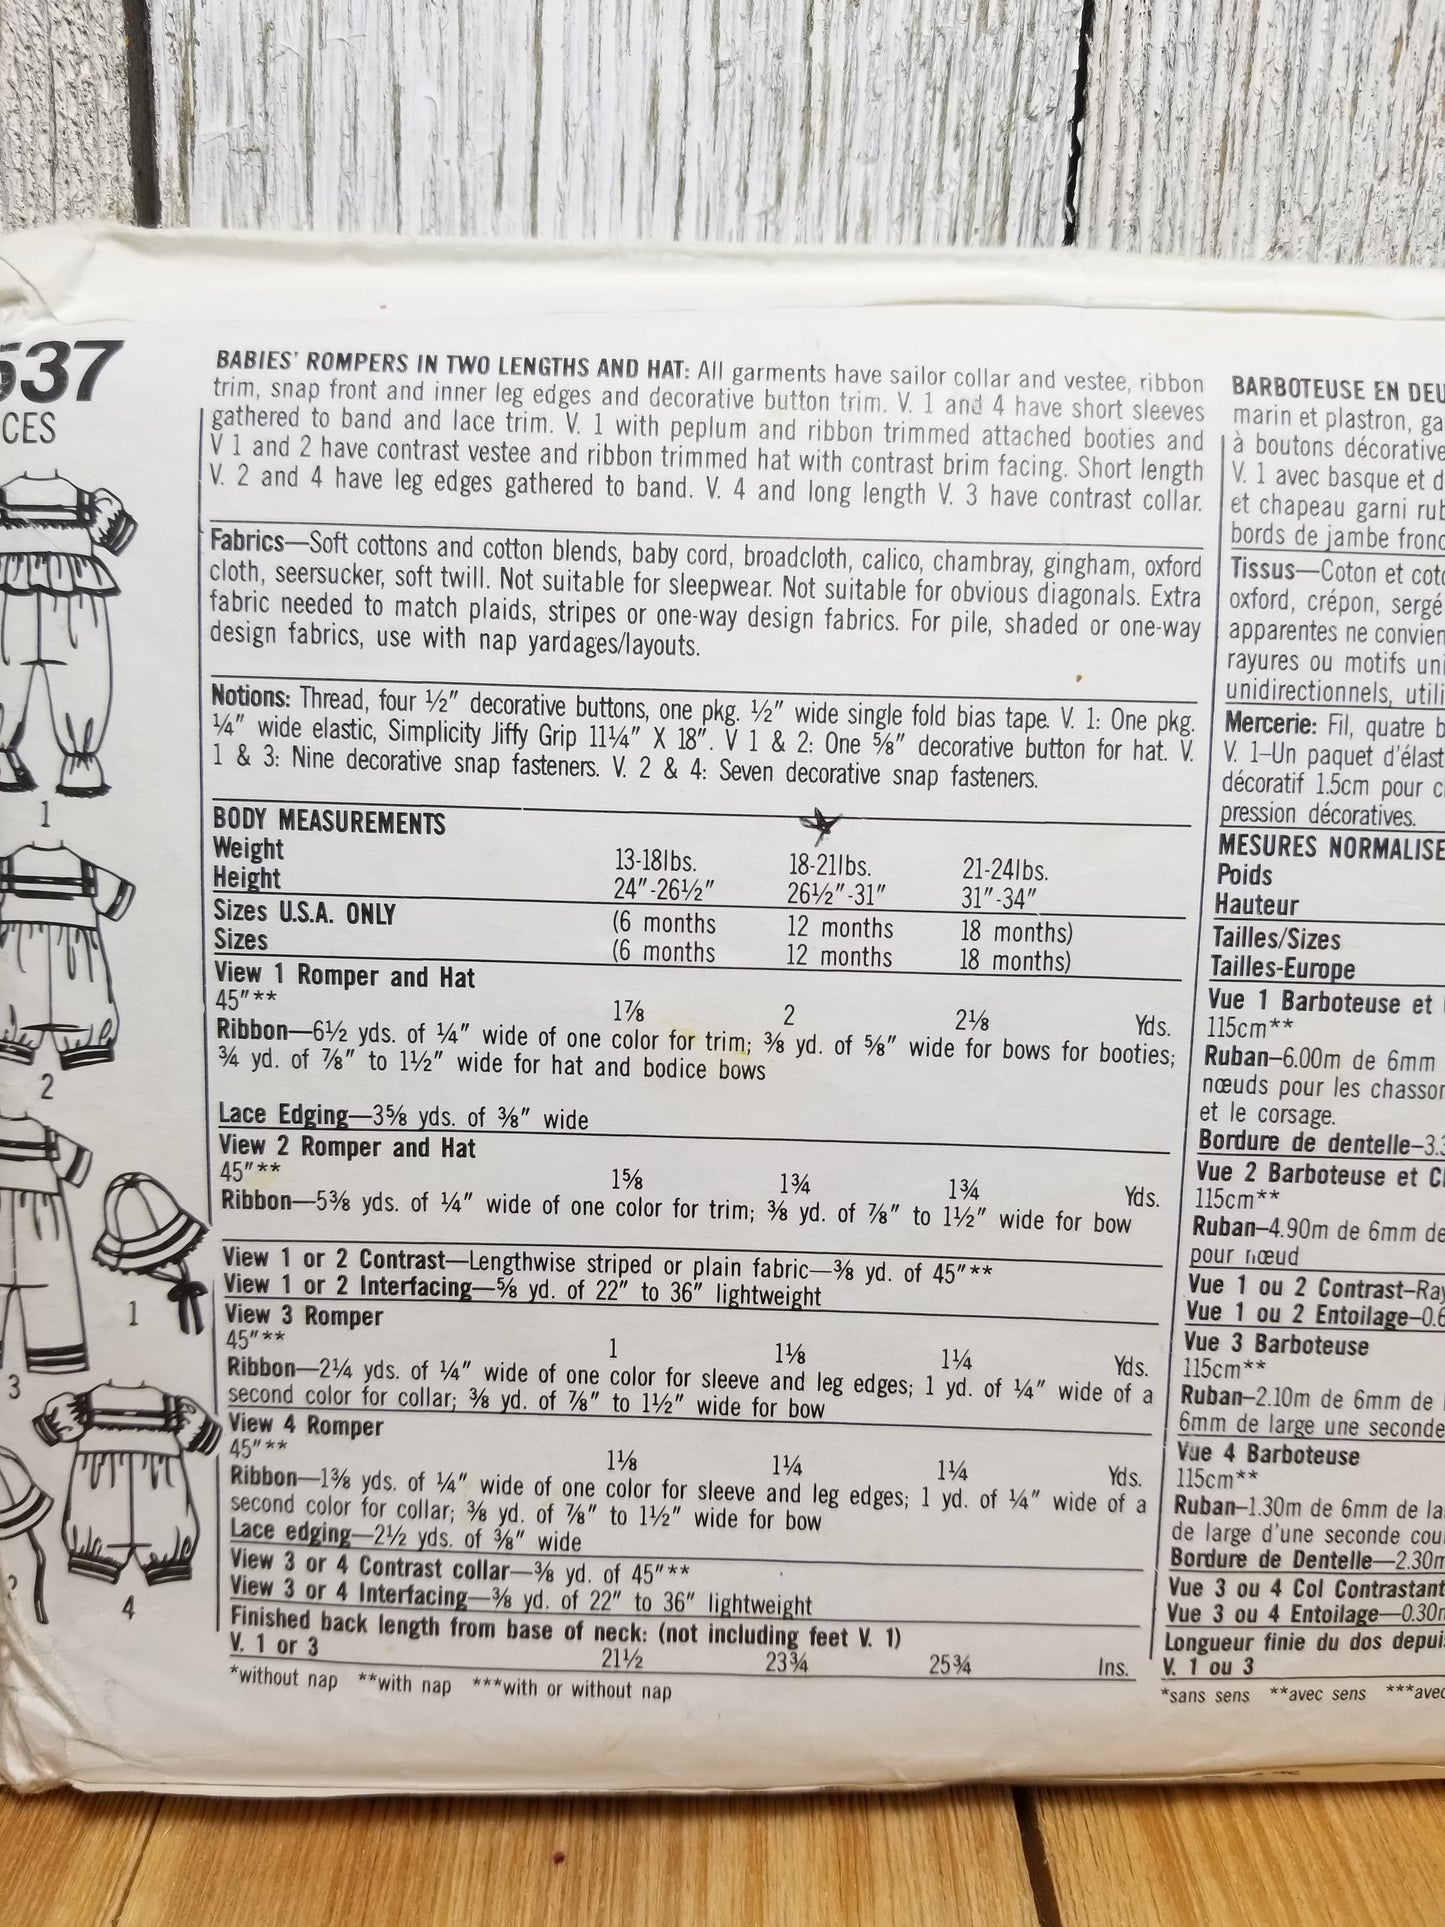 537
CES
1
2
3
1
4
BABIES' ROMPERS IN TWO LENGTHS AND HAT: All garments have sailor collar and vestee, ribbon
trim, snap front and inner leg edges and decorative button trim. V. 1 and 4 have short sleeves
gathered to band and lace trim. V. 1 with peplum and ribbon trimmed attached booties and
V 1 and 2 have contrast vestee and ribbon trimmed hat with contrast brim facing. Short length
V. 2 and 4 have leg edges gathered to band. V. 4 and long length V. 3 have contrast collar.
Fabrics—Soft cottons and cotton blends, baby cord, broadcloth, calico, chambray, gingham, oxford
cloth, seersucker, soft twill. Not suitable for sleepwear. Not suitable for obvious diagonals. Extra
fabric needed to match plaids, stripes or one-way design fabrics. For pile, shaded or one-way
design fabrics, use with nap yardages/layouts.
Notions: Thread, four ½" decorative buttons, one pkg. ½" wide single fold bias tape. V. 1: One pkg.
¼" wide elastic, Simplicity Jiffy Grip 11¼" X 18". V 1 & 2: One ⅝" decorative button for hat. V.
1 & 3: Nine decorative snap fasteners. V. 2 & 4: Seven decorative snap fasteners.
BODY MEASUREMENTS
Weight 13-18lbs. 18-21lbs. 21-24lbs.
Height 24"-26½" 26½"-31" 31"-34"
Sizes U.S.A. ONLY (6 months 12 months 18 months)
Sizes (6 months 12 months 18 months)
View 1 Romper and Hat
45"** 1⅞ 2 2⅛ Yds.
Ribbon—6½ yds. of ¼" wide of one color for trim; ⅜ yd. of ⅝" wide for bows for booties;
¾ yd. of ⅞" to 1½" wide for hat and bodice bows
Lace Edging—3⅝ yds. of ⅜" wide
View 2 Romper and Hat
45"** 1⅝ 1¾ 1¾ Yds.
Ribbon—5⅜ yds. of ¼" wide of one color for trim; ⅜ yd. of ⅞" to 1½" wide for bow
View 1 or 2 Contrast—Lengthwise striped or plain fabric—⅜ yd. of 45"**
View 1 or 2 Interfacing—⅝ yd. of 22" to 36" lightweight
View 3 Romper
45"** 1 1⅛ 1¼ Yds.
Ribbon—2¼ yds. of ¼" wide of one color for sleeve and leg edges; 1 yd. of ¼" wide of a
second color for collar; ⅜ yd. of ⅞" to 1½" wide for bow
View 4 Romper
45"** 1⅛ 1¼ 1¼ Yds.
Ribbon—1⅜ yds. of ¼" wide of one color for sleeve and leg edges; 1 yd. of ¼" wide of a
second color for collar; ⅜ yd. of ⅞" to 1½" wide for bow
Lace edging—2½ yds. of ⅜" wide
View 3 or 4 Contrast collar—⅜ yd. of 45"**
View 3 or 4 Interfacing—⅜ yd. of 22" to 36" lightweight
Finished back length from base of neck: (not including feet V. 1)
V. 1 or 3 21½ 23¾ 25¾ Ins.
*without nap **with nap ***with or without nap
BARBOTEUSE EN DEU
marin et plastron, ga
à boutons décorative
V. 1 avec basque et d
et chapeau garni rub
bords de jambe fronc
Tissus—Coton et coto
oxford, crépon, sergé
apparentes ne convien
rayures ou motifs uni
unidirectionnels, utili
Mercerie: Fil, quatre b
V. 1–Un paquet d'élast
décoratif 1.5cm pour c
pression décoratives.
MESURES NORMALISE
Poids
Hauteur
Tailles/Sizes
Tailles-Europe
Vue 1 Barboteuse et
115cm**
Ruban–6.00m de 6mm
nœuds pour les chausson
et le corsage.
Bordure de dentelle–3.3
Vue 2 Barboteuse et C
115cm**
Ruban–4.90m de 6mm de
pour nœud
Vue 1 ou 2 Contrast–Ray
Vue 1 ou 2 Entoilage–0.6
Vue 3 Barboteuse
115cm**
Ruban–2.10m de 6mm de
6mm de large une seconde
Vue 4 Barboteuse
115cm**
Ruban–1.30m de 6mm de la
de large d'une seconde cou
Bordure de Dentelle—2.30m
Vue 3 ou 4 Col Contrastant
Vue 3 ou 4 Entoilage—0.30m
Longueur finie du dos depui
V. 1 ou 3
*sans sens **avec sens ***avec